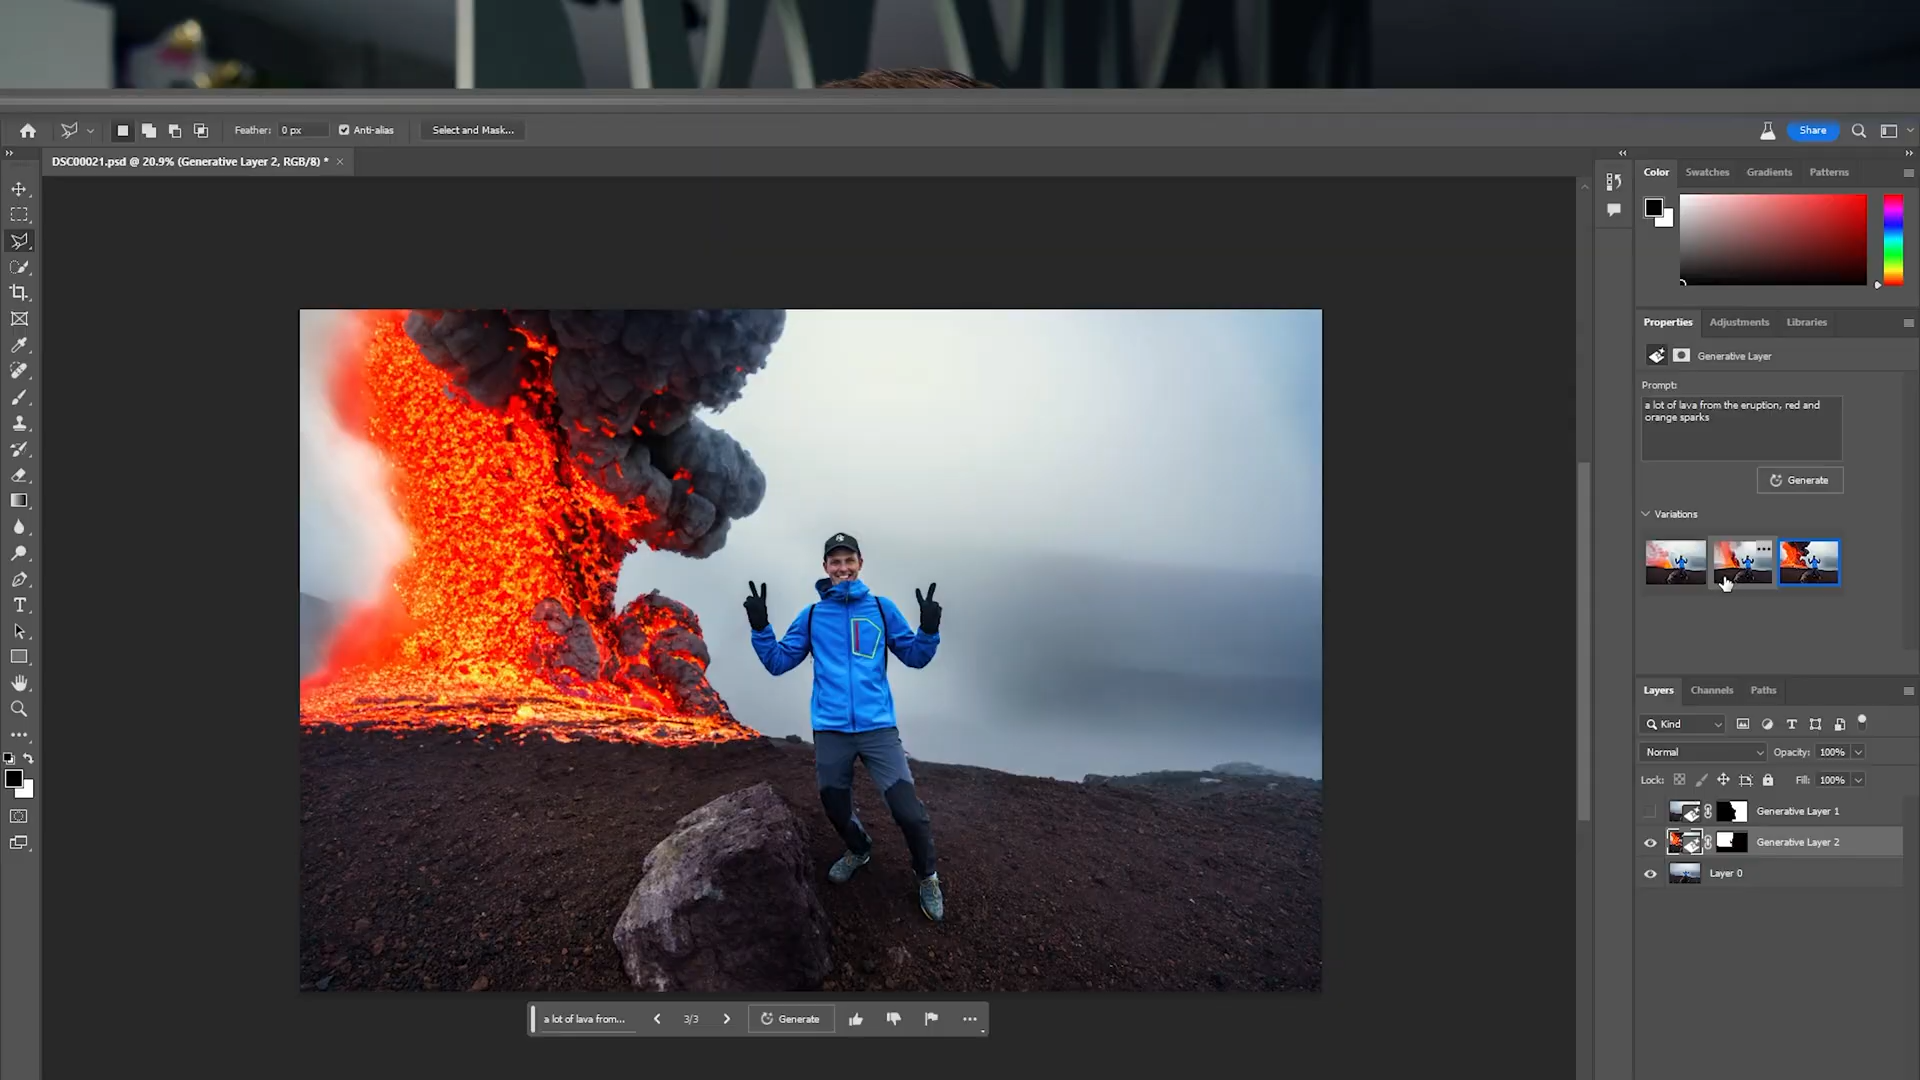 Feather: 0 px Anti-alias Select and Mask... Share
DSC00021.psd @ 20.9% (Generative Layer 2, RGB/8) * ×
Color Swatches Gradients Patterns
Properties Adjustments Libraries
Generative Layer
Prompt:
a lot of lava from the eruption, red and
orange sparks
Generate
Variations
Layers Channels Paths
Kind
Normal Opacity: 100%
Lock: Fill: 100%
Generative Layer 1
Generative Layer 2
Layer 0
a lot of lava from... 3/3 Generate